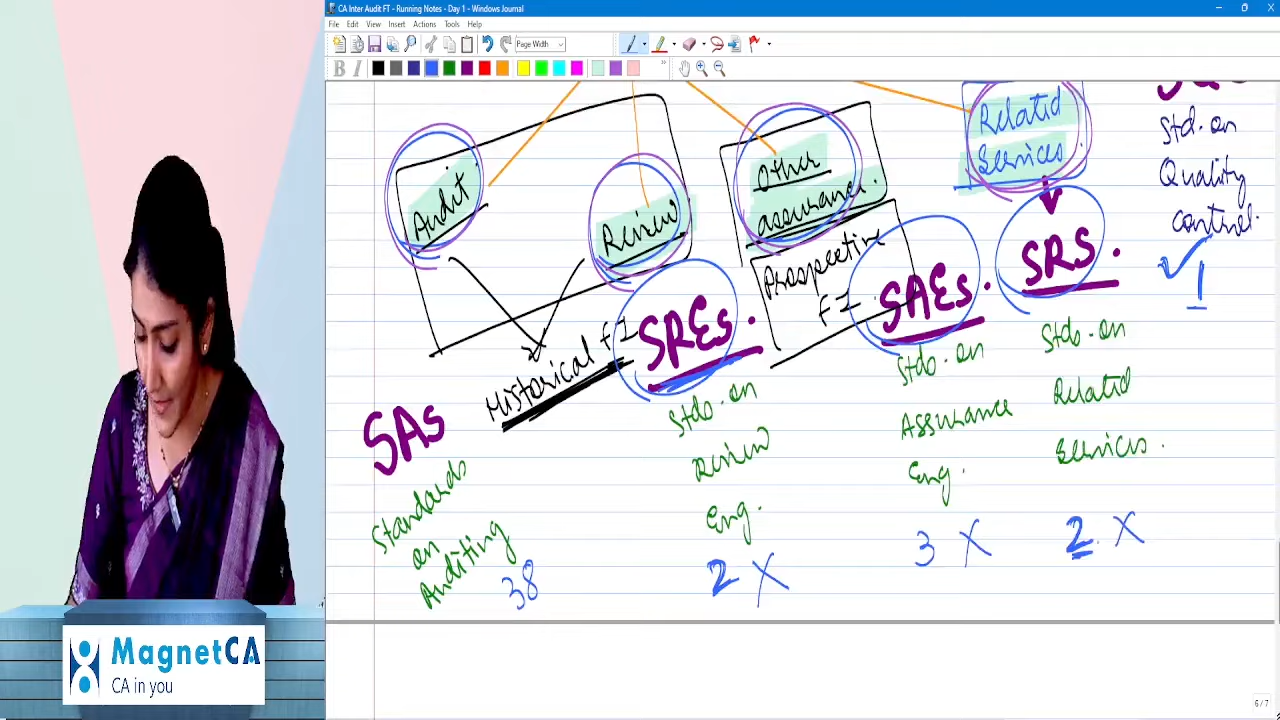 CA Inter Audit FT - Running Notes - Day 1 - Windows Journal
File Edit View Insert Actions Tools Help
Page Width
B I
Audit
Review
Other
assurance.
Related
Services
Std. on
Quality
Control.
1
Historical FI
Prospective
FI.
SAs
SREs.
SAEs.
SRS.
Standards
on
Auditing
38
Stds. on
Review
Eng.
2 X
Stds. on
Assurance
Eng.
3 X
Stds. on
Related
Services.
2. X
MagnetCA
CA in you
6 / 7